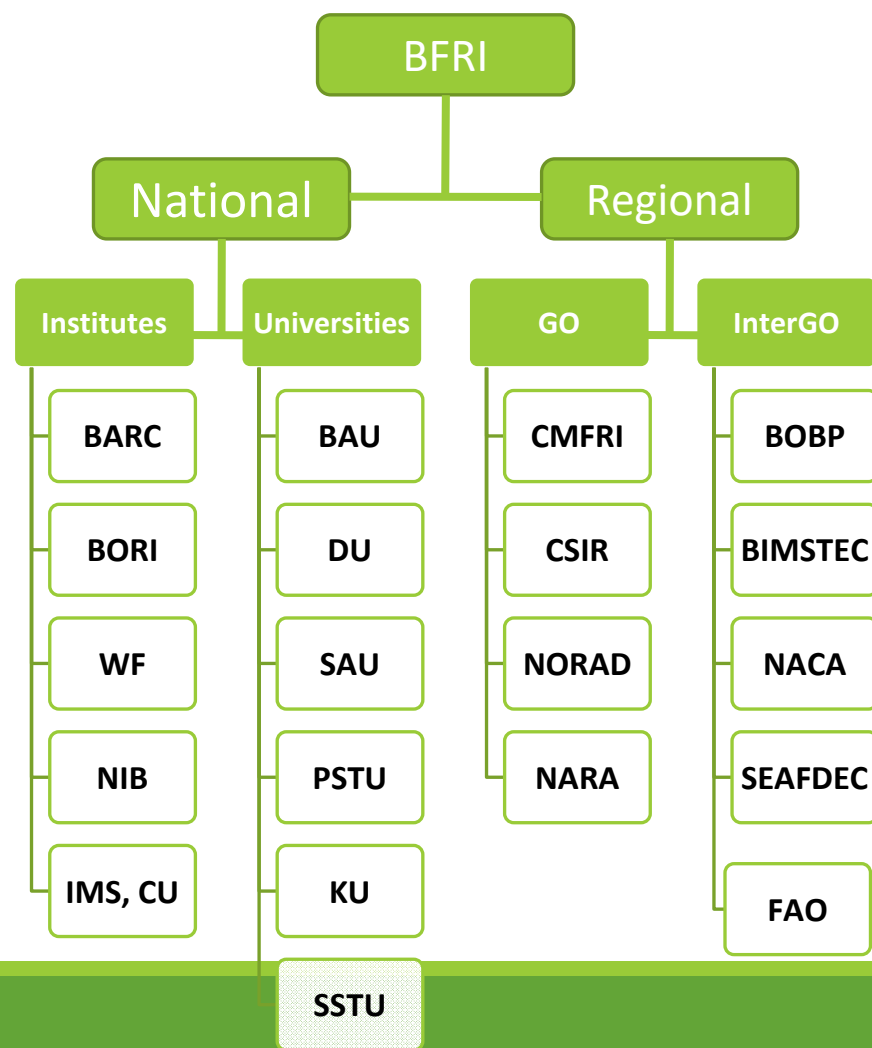 BFRI
National
Regional
Institutes
Universities
GO
InterGO
BARC
BAU
CMFRI
BOBP
BORI
DU
CSIR
BIMSTEC
WF
SAU
NORAD
NACA
NIB
PSTU
NARA
SEAFDEC
IMS, CU
KU
FAO
SSTU